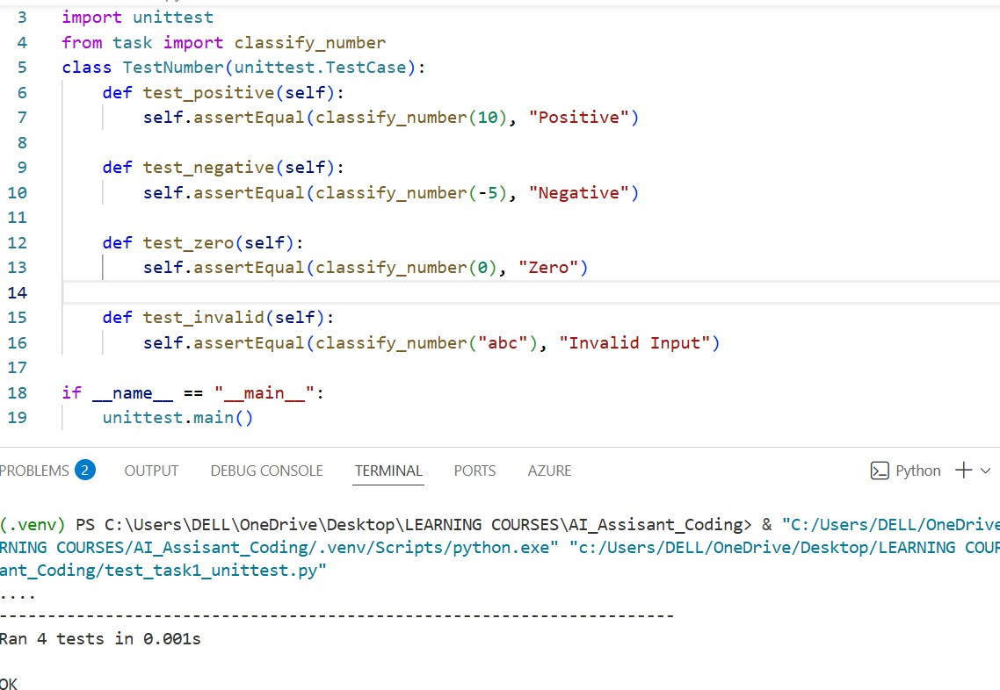 3 import unittest
4 from task import classify_number
5 class TestNumber(unittest.TestCase):
6     def test_positive(self):
7         self.assertEqual(classify_number(10), "Positive")
8
9     def test_negative(self):
10         self.assertEqual(classify_number(-5), "Negative")
11
12     def test_zero(self):
13         self.assertEqual(classify_number(0), "Zero")
14
15     def test_invalid(self):
16         self.assertEqual(classify_number("abc"), "Invalid Input")
17
18 if __name__ == "__main__":
19     unittest.main()
PROBLEMS 2 OUTPUT DEBUG CONSOLE TERMINAL PORTS AZURE Python
(.venv) PS C:\Users\DELL\OneDrive\Desktop\LEARNING COURSES\AI_Assisant_Coding> & "C:/Users/DELL/OneDrive
RNING COURSES/AI_Assisant_Coding/.venv/Scripts/python.exe" "c:/Users/DELL/OneDrive/Desktop/LEARNING COUR
ant_Coding/test_task1_unittest.py"
....
----------------------------------------------------------------------
Ran 4 tests in 0.001s
OK